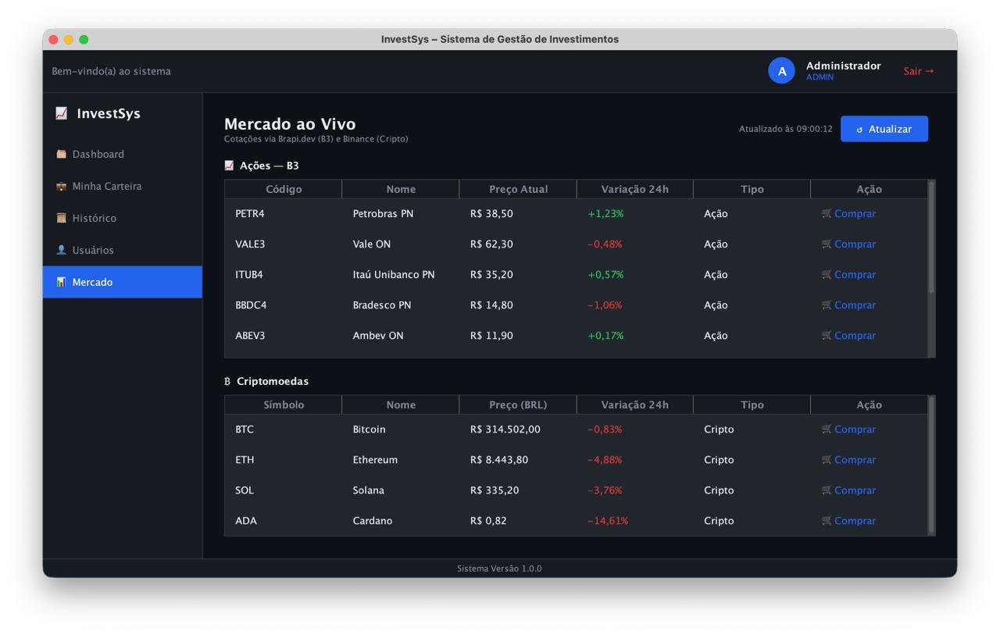 InvestSys – Sistema de Gestão de Investimentos
Bem-vindo(a) ao sistema
A
Administrador
ADMIN
Sair →
InvestSys
Dashboard
Minha Carteira
Histórico
Usuários
Mercado
Mercado ao Vivo
Cotações via Brapi.dev (B3) e Binance (Cripto)
Atualizado às 09:00:12
↺ Atualizar
Ações — B3
Código Nome Preço Atual Variação 24h Tipo Ação
PETR4 Petrobras PN R$ 38,50 +1,23% Ação Comprar
VALE3 Vale ON R$ 62,30 -0,48% Ação Comprar
ITUB4 Itaú Unibanco PN R$ 35,20 +0,57% Ação Comprar
BBDC4 Bradesco PN R$ 14,80 -1,06% Ação Comprar
ABEV3 Ambev ON R$ 11,90 +0,17% Ação Comprar
₿ Criptomoedas
Símbolo Nome Preço (BRL) Variação 24h Tipo Ação
BTC Bitcoin R$ 314.502,00 -0,83% Cripto Comprar
ETH Ethereum R$ 8.443,80 -4,88% Cripto Comprar
SOL Solana R$ 335,20 -3,76% Cripto Comprar
ADA Cardano R$ 0,82 -14,61% Cripto Comprar
Sistema Versão 1.0.0